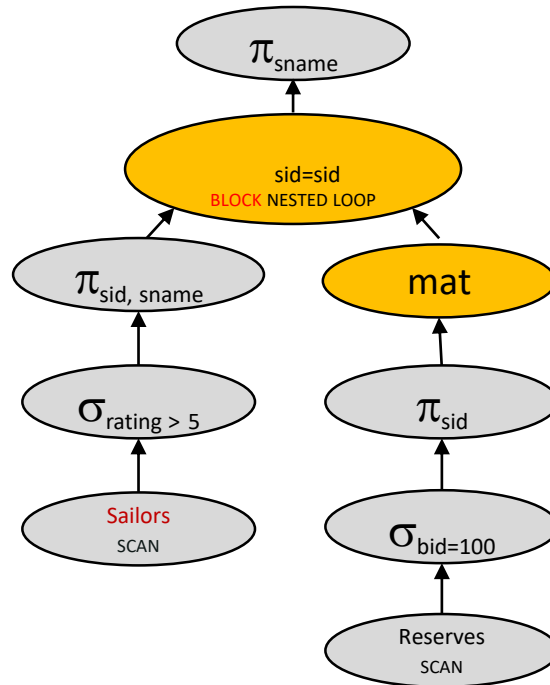 πsname
sid=sid
BLOCK NESTED LOOP
πsid, sname
mat
σrating > 5
πsid
Sailors
SCAN
σbid=100
Reserves
SCAN